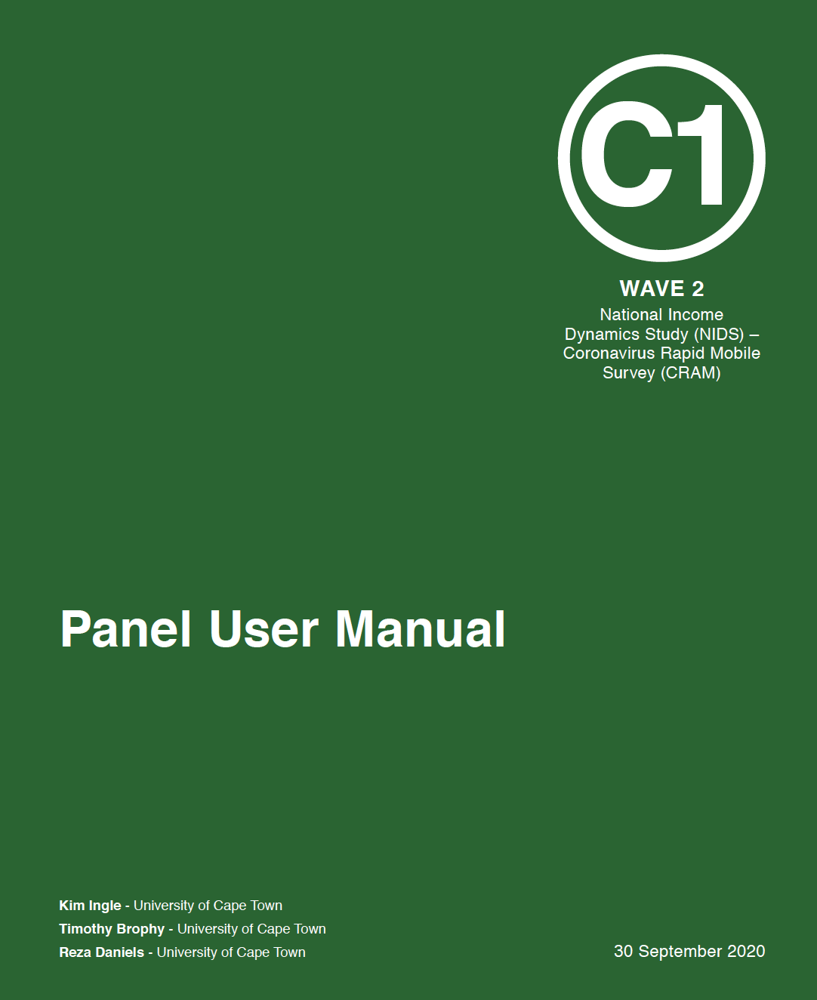 C1
WAVE 2
National Income
Dynamics Study (NIDS) –
Coronavirus Rapid Mobile
Survey (CRAM)
Panel User Manual
Kim Ingle - University of Cape Town
Timothy Brophy - University of Cape Town
Reza Daniels - University of Cape Town
30 September 2020